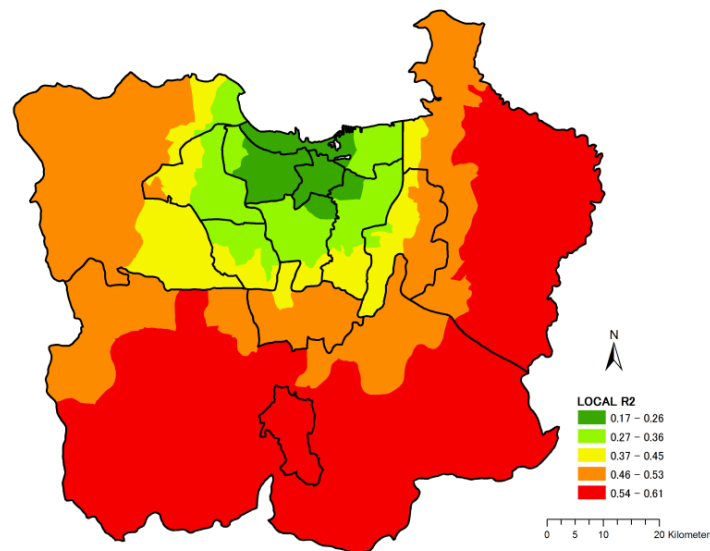 N
LOCAL R2
0.17 – 0.26
0.27 – 0.36
0.37 – 0.45
0.46 – 0.53
0.54 – 0.61
0 5 10 20 Kilometer